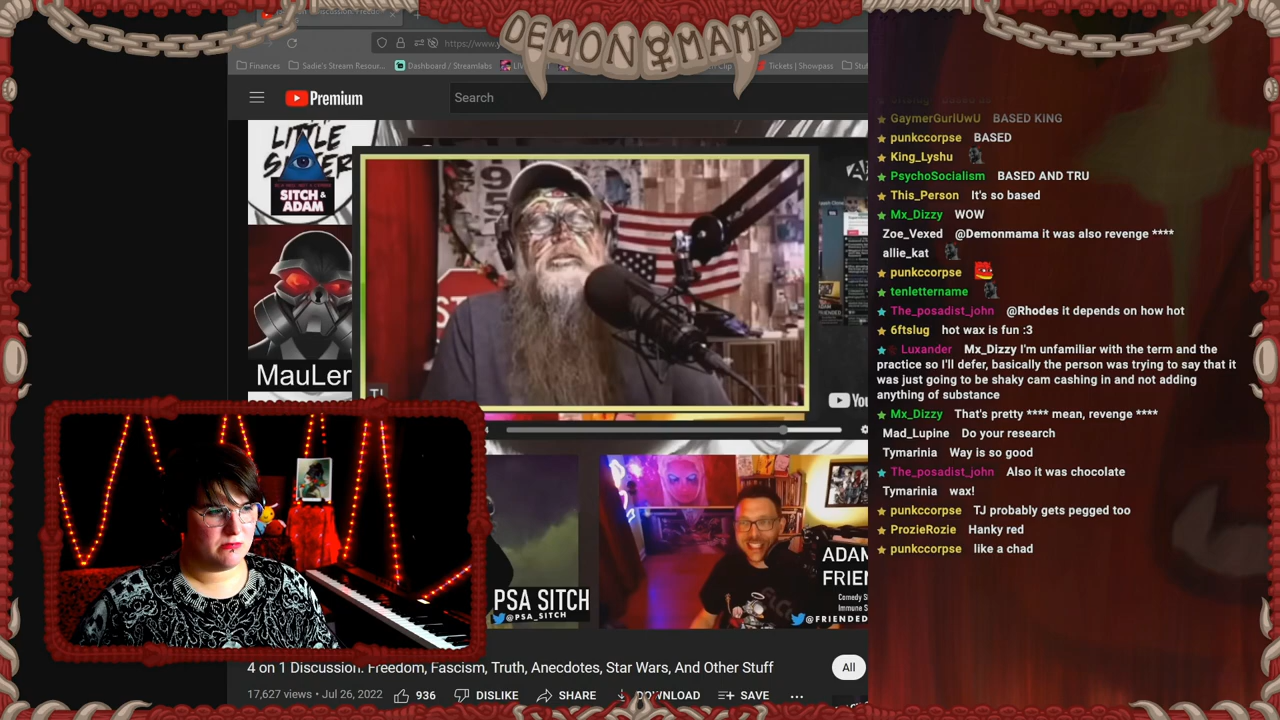 DEMON MAMA
https://www.y
Finances
Sadie's Stream Resour...
Dashboard / Streamlabs
Clip
Tickets | Showpass
Premium
Search
LITTLE
SITCH &
ADAM
MauLer
You
PSA SITCH
@PSA_SITCH
ADAM
FRIEN
Comedy S
Immune S
@FRIENDED
4 on 1 Discussion: Freedom, Fascism, Truth, Anecdotes, Star Wars, And Other Stuff
All
17,627 views • Jul 26, 2022
936
DISLIKE
SHARE
DOWNLOAD
SAVE
GaymerGurlUwU BASED KING
punkccorpse BASED
King_Lyshu
PsychoSocialism BASED AND TRU
This_Person It's so based
Mx_Dizzy WOW
Zoe_Vexed @Demonmama it was also revenge ****
allie_kat
punkccorpse
tenlettername
The_posadist_john @Rhodes it depends on how hot
6ftslug hot wax is fun :3
Luxander Mx_Dizzy I'm unfamiliar with the term and the
practice so I'll defer, basically the person was trying to say that it
was just going to be shaky cam cashing in and not adding
anything of substance
Mx_Dizzy That's pretty **** mean, revenge ****
Mad_Lupine Do your research
Tymarinia Way is so good
The_posadist_john Also it was chocolate
Tymarinia wax!
punkccorpse TJ probably gets pegged too
ProzieRozie Hanky red
punkccorpse like a chad